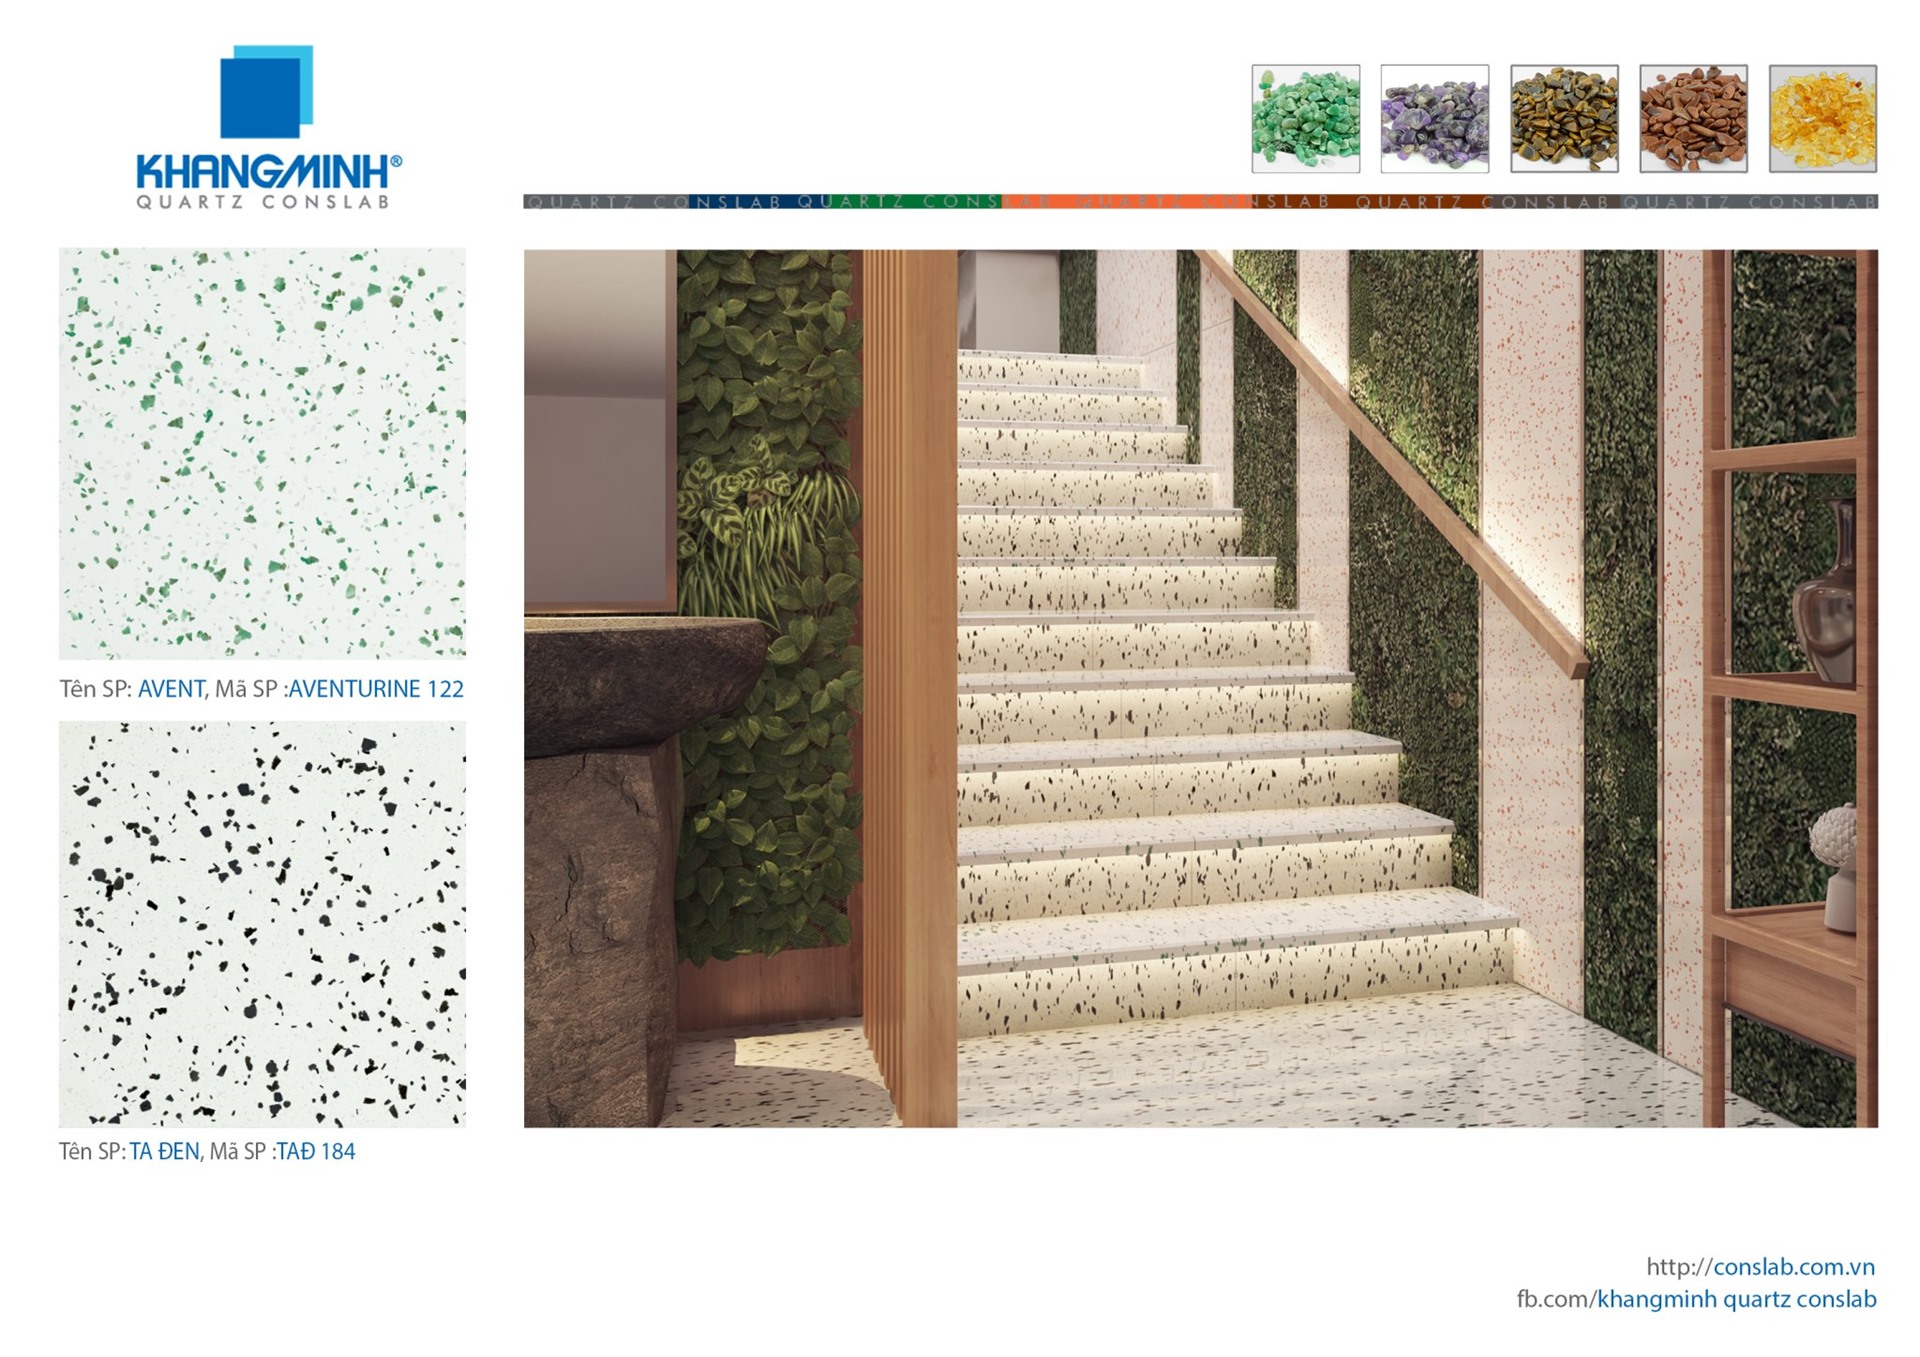 KHANGMINH®
QUARTZ CONSLAB
QUARTZ CONSLAB QUARTZ CONSLAB QUARTZ CONSLAB QUARTZ CONSLAB QUARTZ CONSLAB
Tên SP: AVENT, Mã SP :AVENTURINE 122
Tên SP: TA ĐEN, Mã SP :TAĐ 184
http://conslab.com.vn
fb.com/khangminh quartz conslab